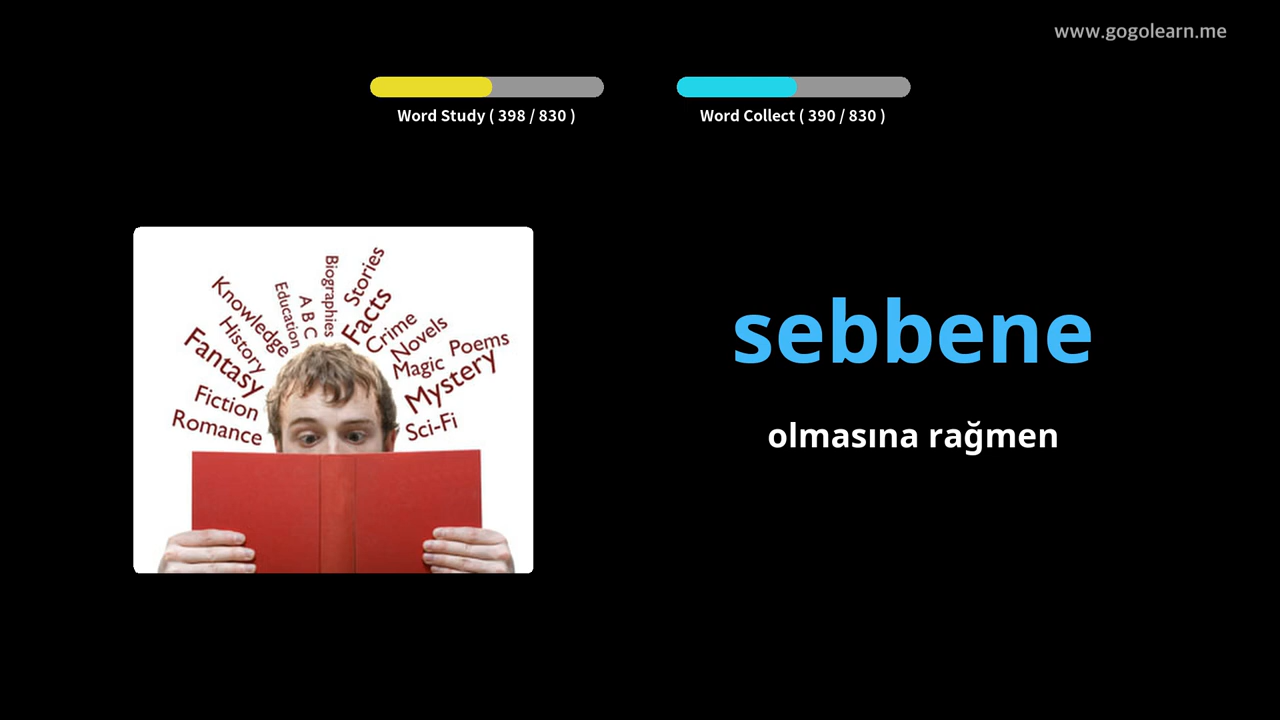 www.gogolearn.me
Word Study ( 398 / 830 )
Word Collect ( 390 / 830 )
Knowledge
History
Fantasy
Fiction
Romance
Education
A B C
Biographies
Stories
Facts
Crime
Novels
Magic
Poems
Mystery
Sci-Fi
sebbene
olmasına rağmen